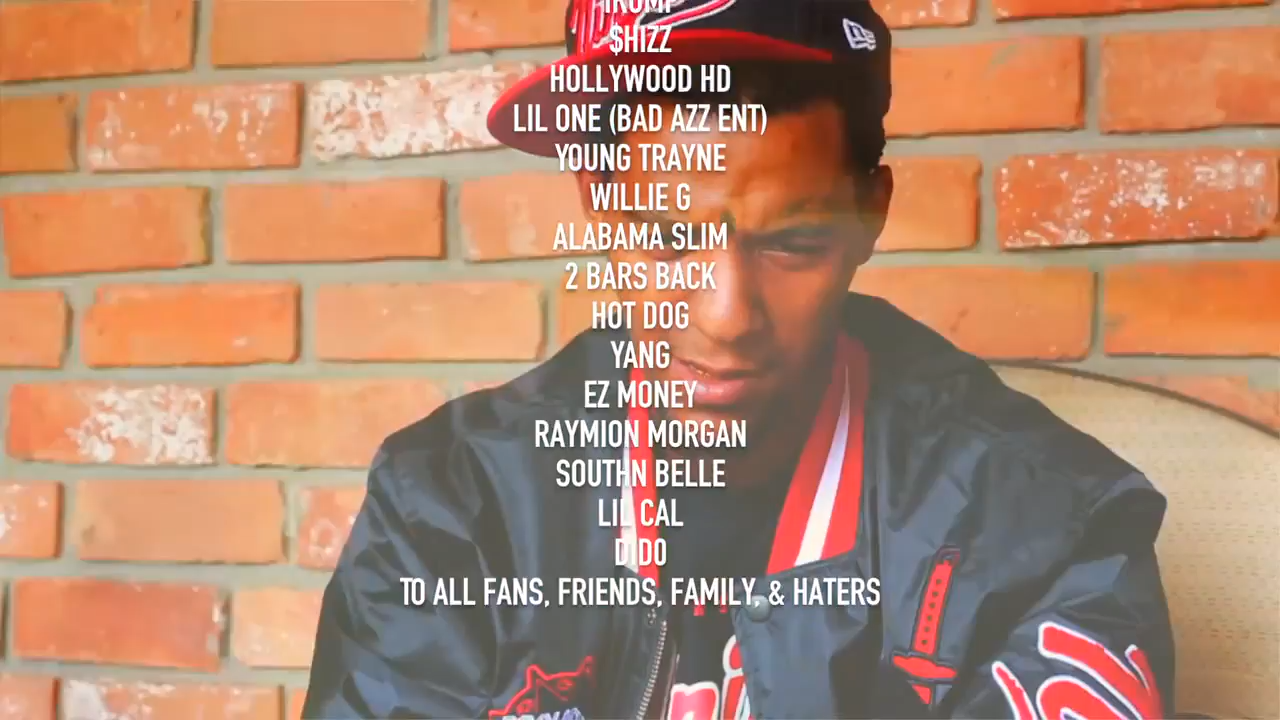 $HIZZ
HOLLYWOOD HD
LIL ONE (BAD AZZ ENT)
YOUNG TRAYNE
WILLIE G
ALABAMA SLIM
2 BARS BACK
HOT DOG
YANG
EZ MONEY
RAYMION MORGAN
SOUTHN BELLE
LIL CAL
DIDO
TO ALL FANS, FRIENDS, FAMILY, & HATERS